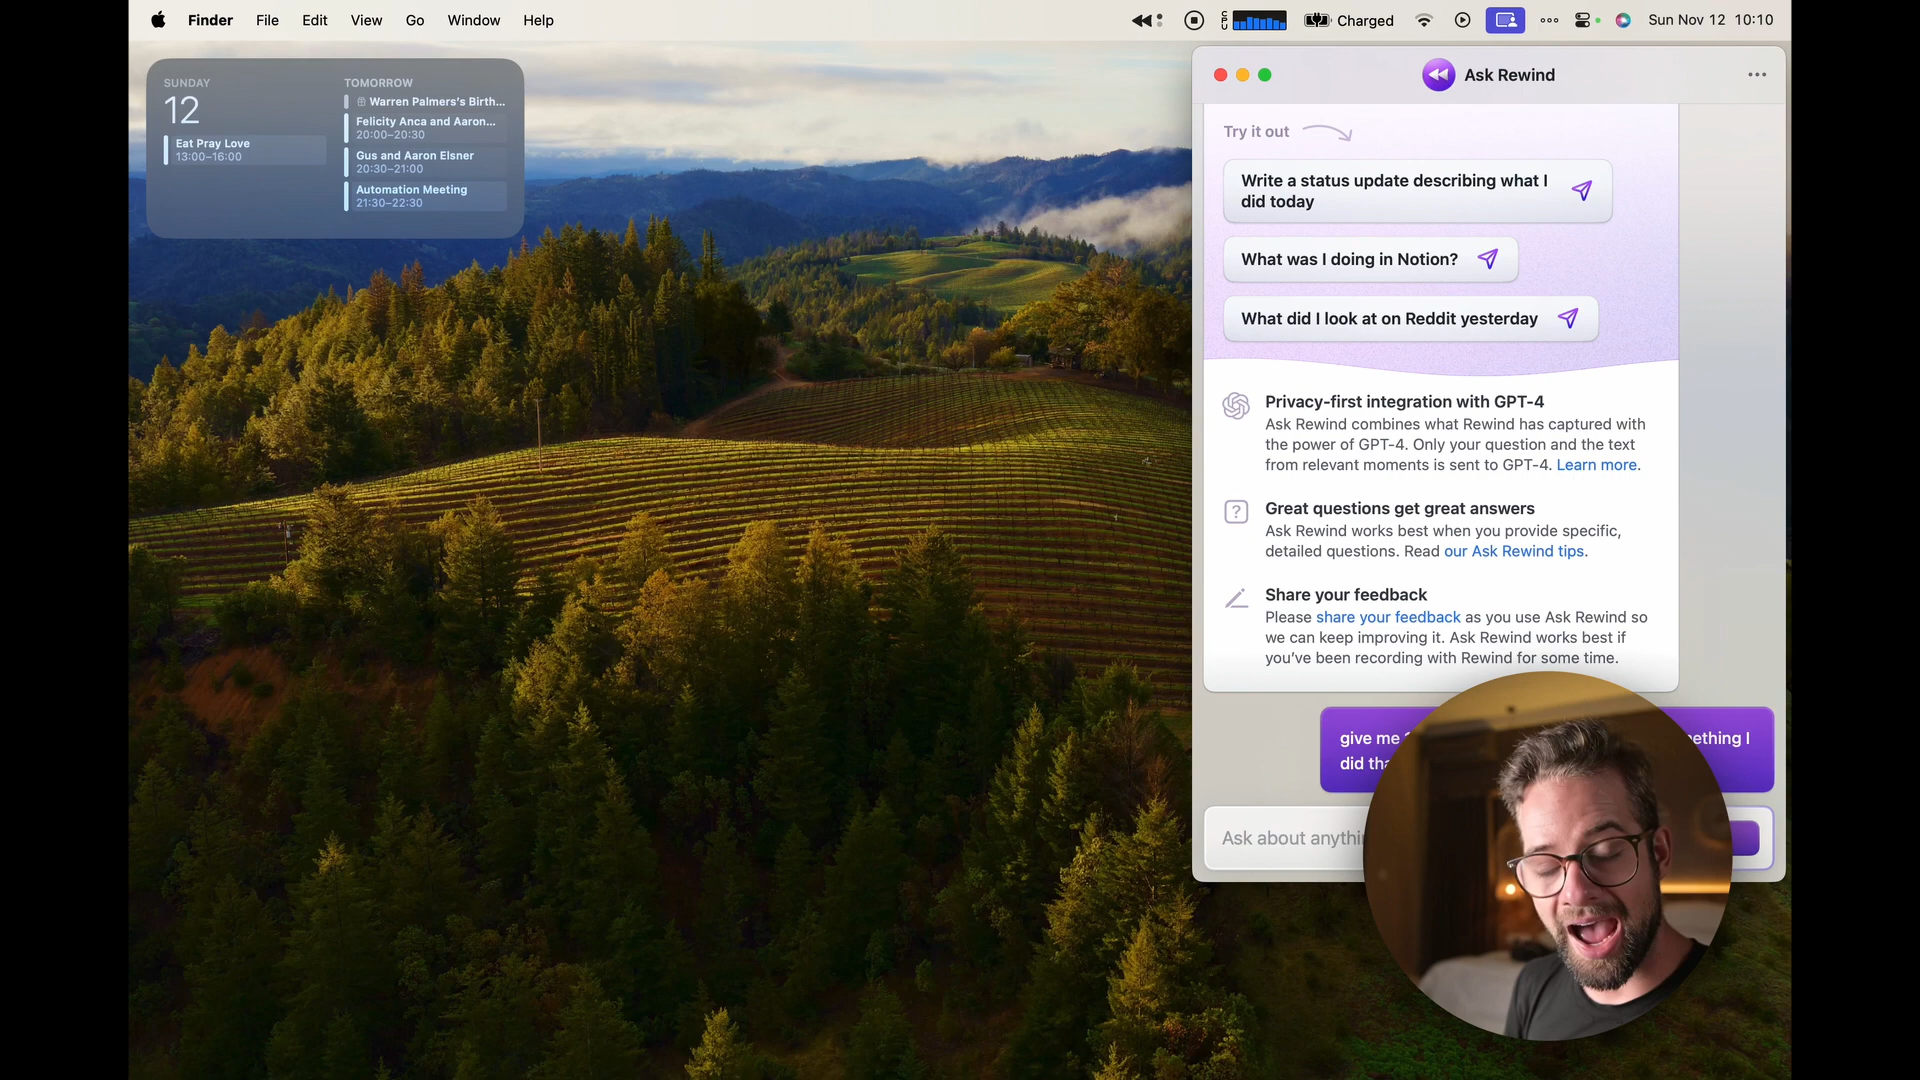 Finder File Edit View Go Window Help
CPU Charged Sun Nov 12 10:10
SUNDAY
12
Eat Pray Love
13:00–16:00
TOMORROW
Warren Palmers's Birth...
Felicity Anca and Aaron...
20:00–20:30
Gus and Aaron Elsner
20:30–21:00
Automation Meeting
21:30–22:30
Ask Rewind
Try it out
Write a status update describing what I
did today
What was I doing in Notion?
What did I look at on Reddit yesterday
Privacy-first integration with GPT-4
Ask Rewind combines what Rewind has captured with
the power of GPT-4. Only your question and the text
from relevant moments is sent to GPT-4. Learn more.
Great questions get great answers
Ask Rewind works best when you provide specific,
detailed questions. Read our Ask Rewind tips.
Share your feedback
Please share your feedback as you use Ask Rewind so
we can keep improving it. Ask Rewind works best if
you've been recording with Rewind for some time.
give me ething I
did tha
Ask about anythi